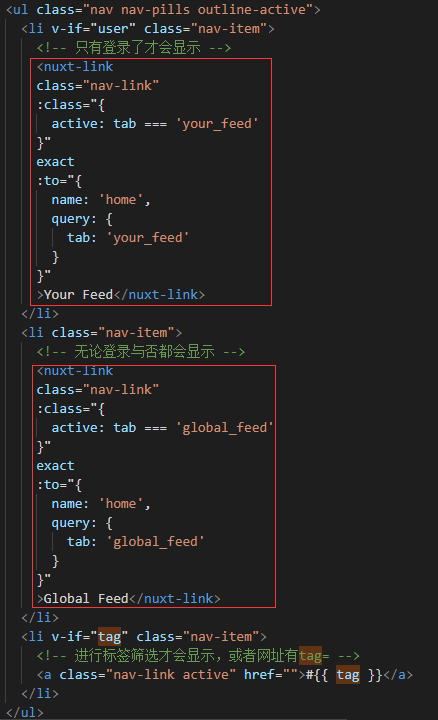 <ul class="nav nav-pills outline-active">
<li v-if="user" class="nav-item">
<!-- 只有登录了才会显示 -->
<nuxt-link
class="nav-link"
:class="{
active: tab === 'your_feed'
}"
exact
:to="{
name: 'home',
query: {
tab: 'your_feed'
}
}"
>Your Feed</nuxt-link>
</li>
<li class="nav-item">
<!-- 无论登录与否都会显示 -->
<nuxt-link
class="nav-link"
:class="{
active: tab === 'global_feed'
}"
exact
:to="{
name: 'home',
query: {
tab: 'global_feed'
}
}"
>Global Feed</nuxt-link>
</li>
<li v-if="tag" class="nav-item">
<!-- 进行标签筛选才会显示，或者网址有tag= -->
<a class="nav-link active" href="">#{{ tag }}</a>
</li>
</ul>